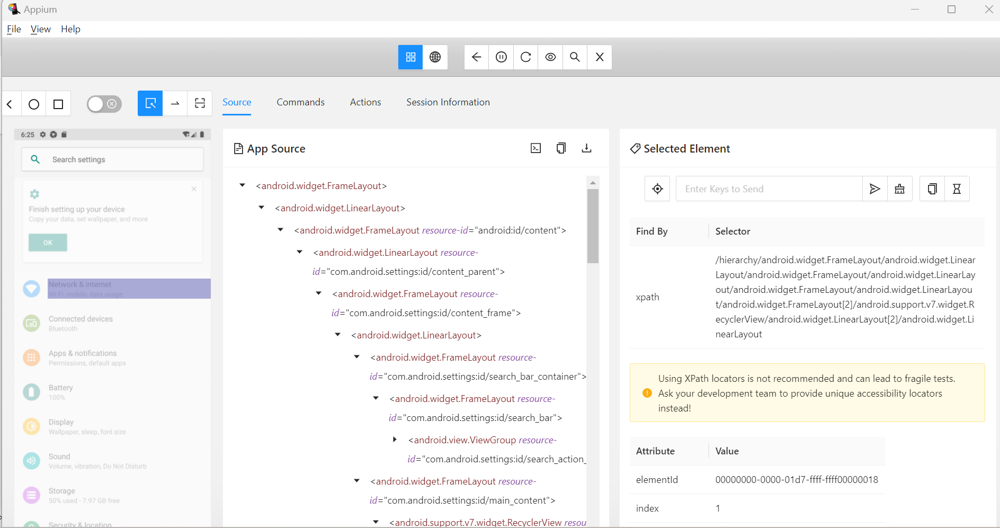 Appium
File View Help
Source Commands Actions Session Information
6:25
Search settings
Finish setting up your device
Copy your data, set wallpaper, and more
OK
Network & internet
Wi-Fi, mobile, data usage
Connected devices
Bluetooth
Apps & notifications
Permissions, default apps
Battery
100%
Display
Wallpaper, sleep, font size
Sound
Volume, vibration, Do Not Disturb
Storage
50% used - 7.97 GB free
Security & location
App Source
<android.widget.FrameLayout>
<android.widget.LinearLayout>
<android.widget.FrameLayout resource-id="android:id/content">
<android.widget.LinearLayout resource-
id="com.android.settings:id/content_parent">
<android.widget.FrameLayout resource-
id="com.android.settings:id/content_frame">
<android.widget.LinearLayout>
<android.widget.FrameLayout resource-
id="com.android.settings:id/search_bar_container">
<android.widget.FrameLayout resource-
id="com.android.settings:id/search_bar">
<android.view.ViewGroup resource-
id="com.android.settings:id/search_action_
<android.widget.FrameLayout resource-
id="com.android.settings:id/main_content">
<android.support.v7.widget.RecyclerView resou
Selected Element
Enter Keys to Send
Find By Selector
xpath
/hierarchy/android.widget.FrameLayout/android.widget.Linear
Layout/android.widget.FrameLayout/android.widget.LinearLay
out/android.widget.FrameLayout/android.widget.LinearLayou
t/android.widget.FrameLayout[2]/android.support.v7.widget.R
ecyclerView/android.widget.LinearLayout[2]/android.widget.Li
nearLayout
Using XPath locators is not recommended and can lead to fragile tests.
Ask your development team to provide unique accessibility locators
instead!
Attribute Value
elementId 00000000-0000-01d7-ffff-ffff00000018
index 1